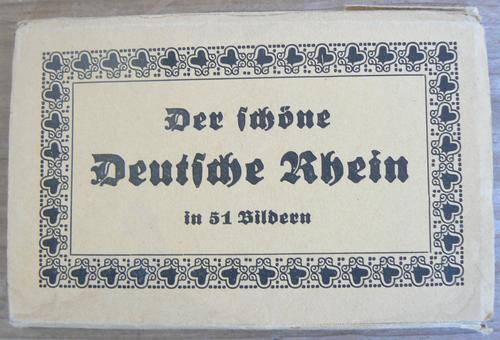 Der schöne
Deutsche Rhein
in 51 Bildern